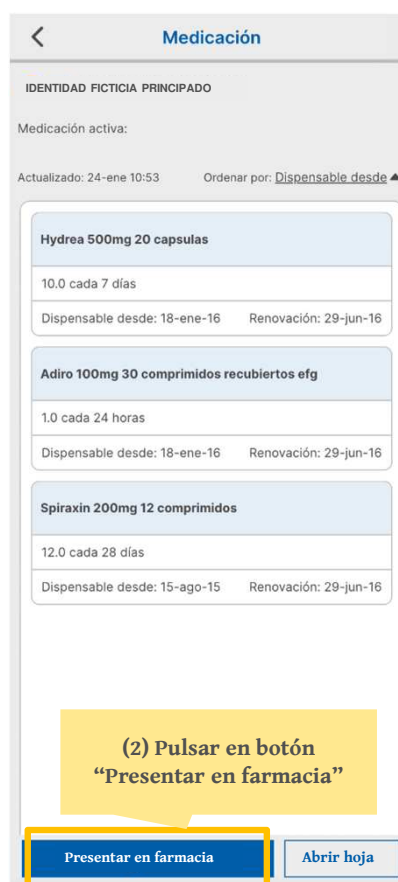 Medicación
IDENTIDAD FICTICIA PRINCIPADO
Medicación activa:
Actualizado: 24-ene 10:53 Ordenar por: Dispensable desde
Hydrea 500mg 20 capsulas
10.0 cada 7 días
Dispensable desde: 18-ene-16 Renovación: 29-jun-16
Adiro 100mg 30 comprimidos recubiertos efg
1.0 cada 24 horas
Dispensable desde: 18-ene-16 Renovación: 29-jun-16
Spiraxin 200mg 12 comprimidos
12.0 cada 28 días
Dispensable desde: 15-ago-15 Renovación: 29-jun-16
(2) Pulsar en botón
“Presentar en farmacia”
Presentar en farmacia Abrir hoja